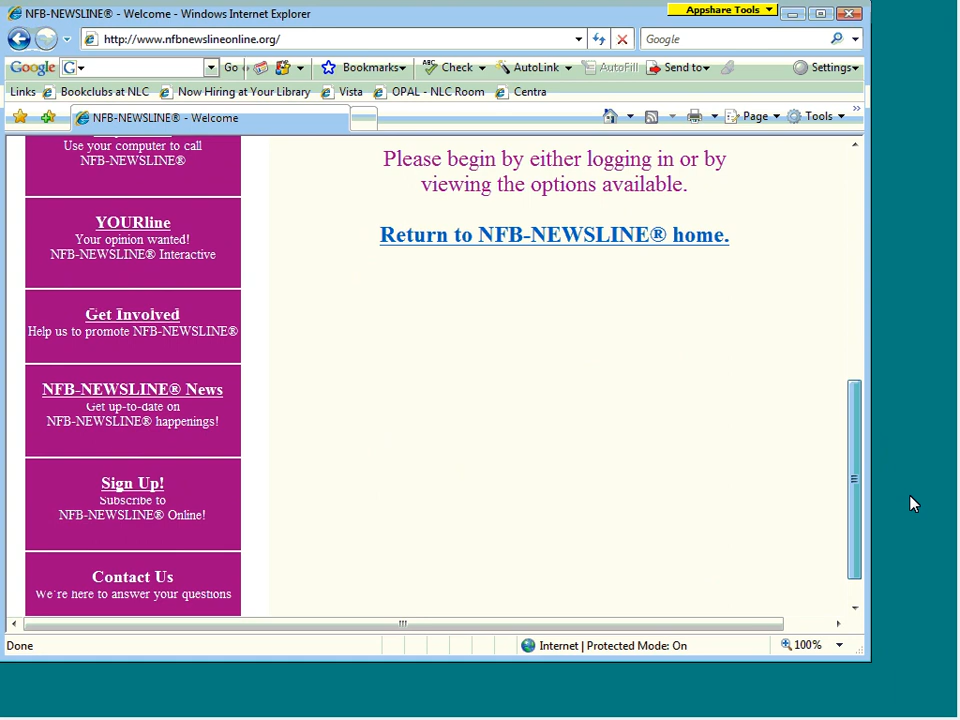 NFB-NEWSLINE® - Welcome - Windows Internet Explorer
Appshare Tools
http://www.nfbnewslineonline.org/
Google
Google
G
Go
Bookmarks
ABC
Check
AutoLink
AutoFill
Send to
Settings
Links
Bookclubs at NLC
Now Hiring at Your Library
Vista
OPAL - NLC Room
Centra
NFB-NEWSLINE® - Welcome
Page
Tools
Use your computer to call
NFB-NEWSLINE®
YOURline
Your opinion wanted!
NFB-NEWSLINE® Interactive
Get Involved
Help us to promote NFB-NEWSLINE®
NFB-NEWSLINE® News
Get up-to-date on
NFB-NEWSLINE® happenings!
Sign Up!
Subscribe to
NFB-NEWSLINE® Online!
Contact Us
We're here to answer your questions
Please begin by either logging in or by
viewing the options available.
Return to NFB-NEWSLINE® home.
Done
Internet | Protected Mode: On
100%